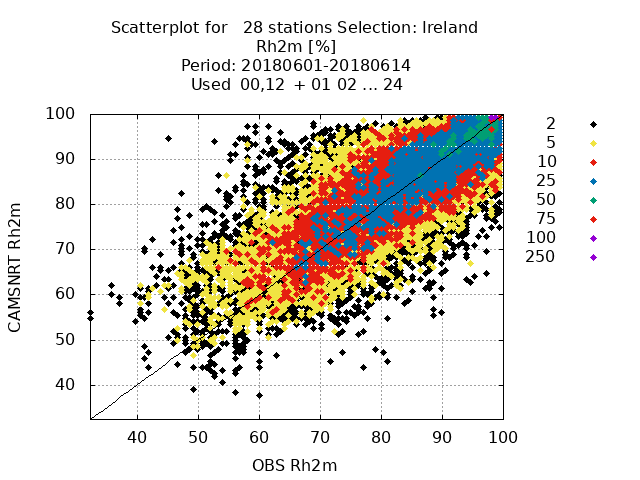 Scatterplot for   28 stations Selection: Ireland
Rh2m [%]
Period: 20180601-20180614
Used  00,12  + 01 02 ... 24
100
90
80
70
60
50
40
CAMSNRT Rh2m
40 50 60 70 80 90 100
OBS Rh2m
2
5
10
25
50
75
100
250